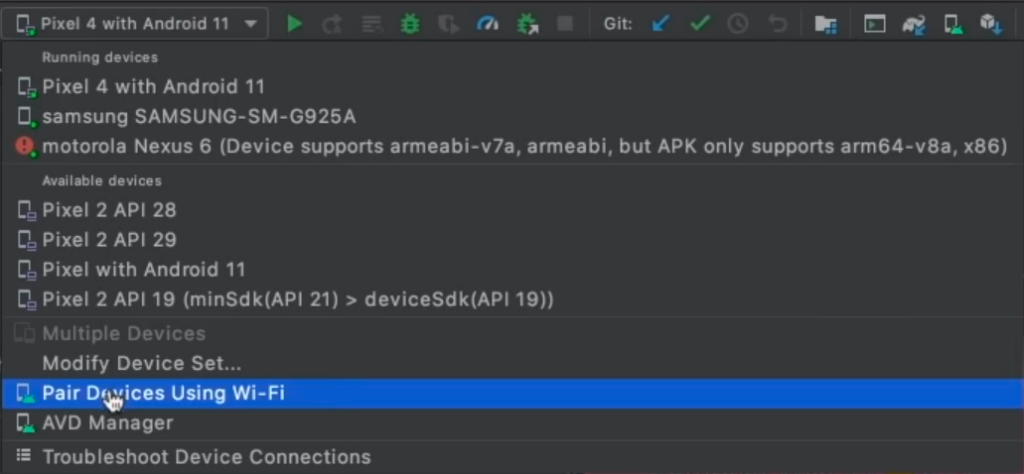 Pixel 4 with Android 11 Git:
Running devices
Pixel 4 with Android 11
samsung SAMSUNG-SM-G925A
motorola Nexus 6 (Device supports armeabi-v7a, armeabi, but APK only supports arm64-v8a, x86)
Available devices
Pixel 2 API 28
Pixel 2 API 29
Pixel with Android 11
Pixel 2 API 19 (minSdk(API 21) > deviceSdk(API 19))
Multiple Devices
Modify Device Set...
Pair Devices Using Wi-Fi
AVD Manager
Troubleshoot Device Connections